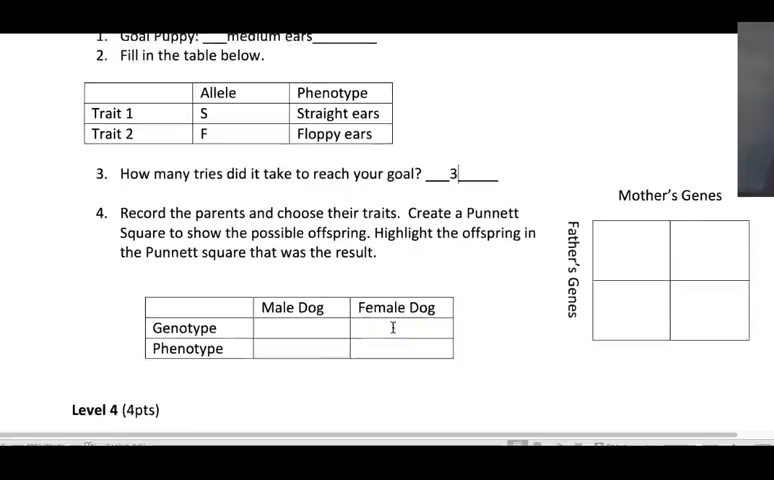 1. Goal Puppy: ___medium ears_________
2. Fill in the table below.
Allele Phenotype
Trait 1 S Straight ears
Trait 2 F Floppy ears
3. How many tries did it take to reach your goal? ___3_____
Mother's Genes
4. Record the parents and choose their traits. Create a Punnett
Square to show the possible offspring. Highlight the offspring in
the Punnett square that was the result.
Father's Genes
Male Dog Female Dog
Genotype
Phenotype
Level 4 (4pts)